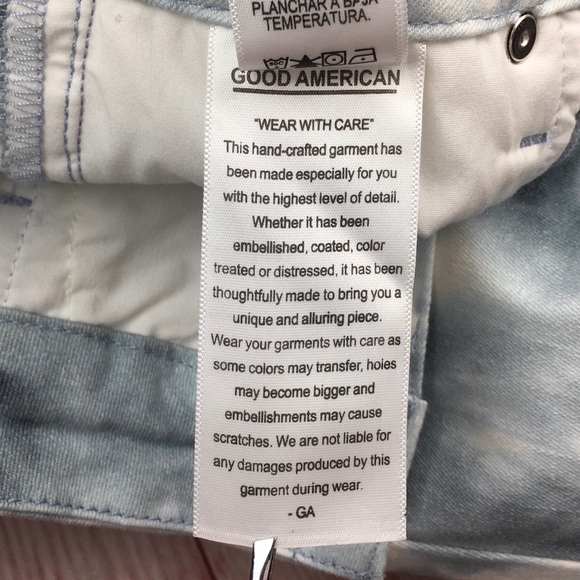 PLANCHAR A BAJA
TEMPERATURA.
GOOD AMERICAN
"WEAR WITH CARE"
This hand-crafted garment has
been made especially for you
with the highest level of detail.
Whether it has been
embellished, coated, color
treated or distressed, it has been
thoughtfully made to bring you a
unique and alluring piece.
Wear your garments with care as
some colors may transfer, holes
may become bigger and
embellishments may cause
scratches. We are not liable for
any damages produced by this
garment during wear.
- GA